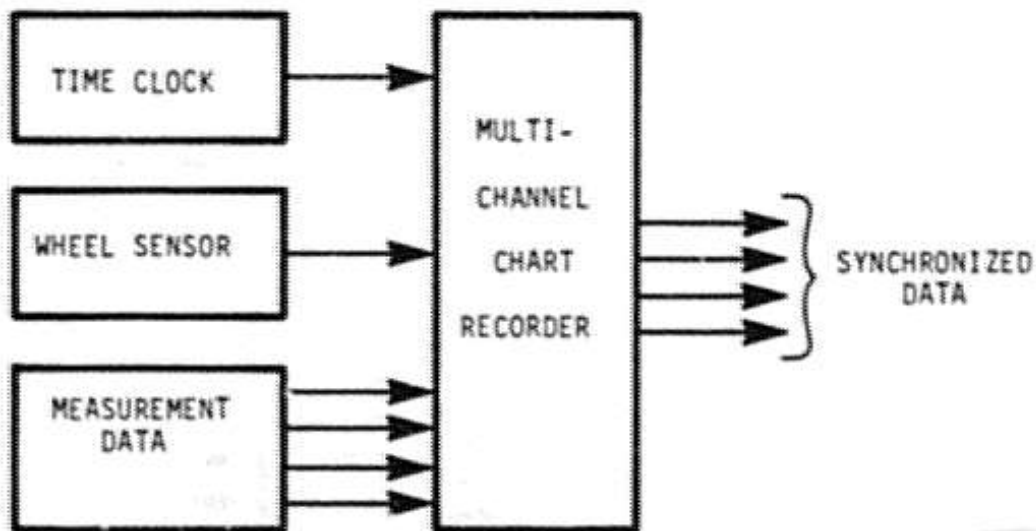 TIME CLOCK
WHEEL SENSOR
MEASUREMENT
DATA
MULTI-
CHANNEL
CHART
RECORDER
SYNCHRONIZED
DATA